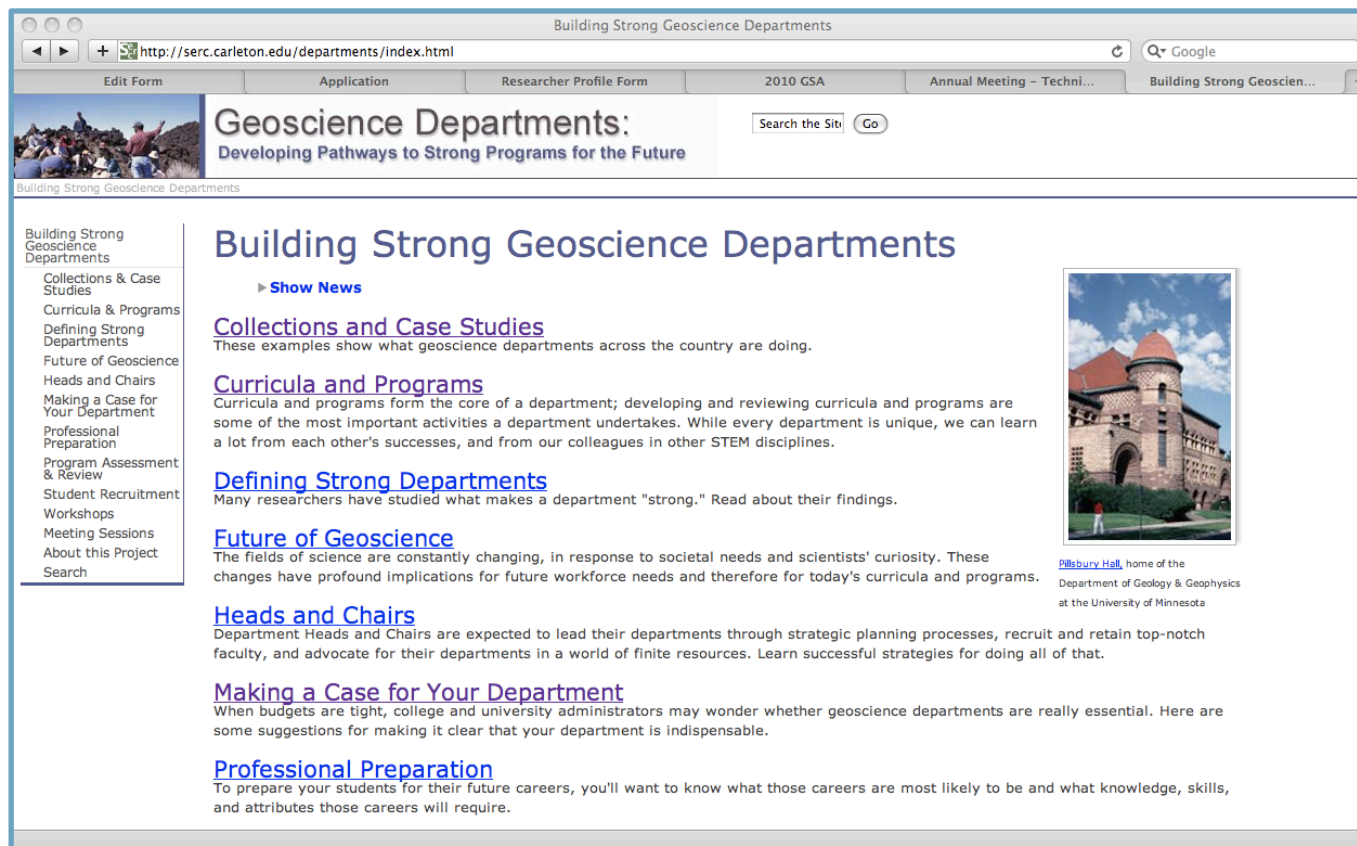 Building Strong Geoscience Departments
http://serc.carleton.edu/departments/index.html
Google
Edit Form
Application
Researcher Profile Form
2010 GSA
Annual Meeting – Techni...
Building Strong Geoscien...
Geoscience Departments:
Developing Pathways to Strong Programs for the Future
Search the Sit
Go
Building Strong Geoscience Departments
Building Strong
Geoscience
Departments
Collections & Case
Studies
Curricula & Programs
Defining Strong
Departments
Future of Geoscience
Heads and Chairs
Making a Case for
Your Department
Professional
Preparation
Program Assessment
& Review
Student Recruitment
Workshops
Meeting Sessions
About this Project
Search
Building Strong Geoscience Departments
Show News
Collections and Case Studies
These examples show what geoscience departments across the country are doing.
Curricula and Programs
Curricula and programs form the core of a department; developing and reviewing curricula and programs are
some of the most important activities a department undertakes. While every department is unique, we can learn
a lot from each other's successes, and from our colleagues in other STEM disciplines.
Defining Strong Departments
Many researchers have studied what makes a department "strong." Read about their findings.
Future of Geoscience
The fields of science are constantly changing, in response to societal needs and scientists' curiosity. These
changes have profound implications for future workforce needs and therefore for today's curricula and programs.
Pillsbury Hall, home of the
Department of Geology & Geophysics
at the University of Minnesota
Heads and Chairs
Department Heads and Chairs are expected to lead their departments through strategic planning processes, recruit and retain top-notch
faculty, and advocate for their departments in a world of finite resources. Learn successful strategies for doing all of that.
Making a Case for Your Department
When budgets are tight, college and university administrators may wonder whether geoscience departments are really essential. Here are
some suggestions for making it clear that your department is indispensable.
Professional Preparation
To prepare your students for their future careers, you'll want to know what those careers are most likely to be and what knowledge, skills,
and attributes those careers will require.